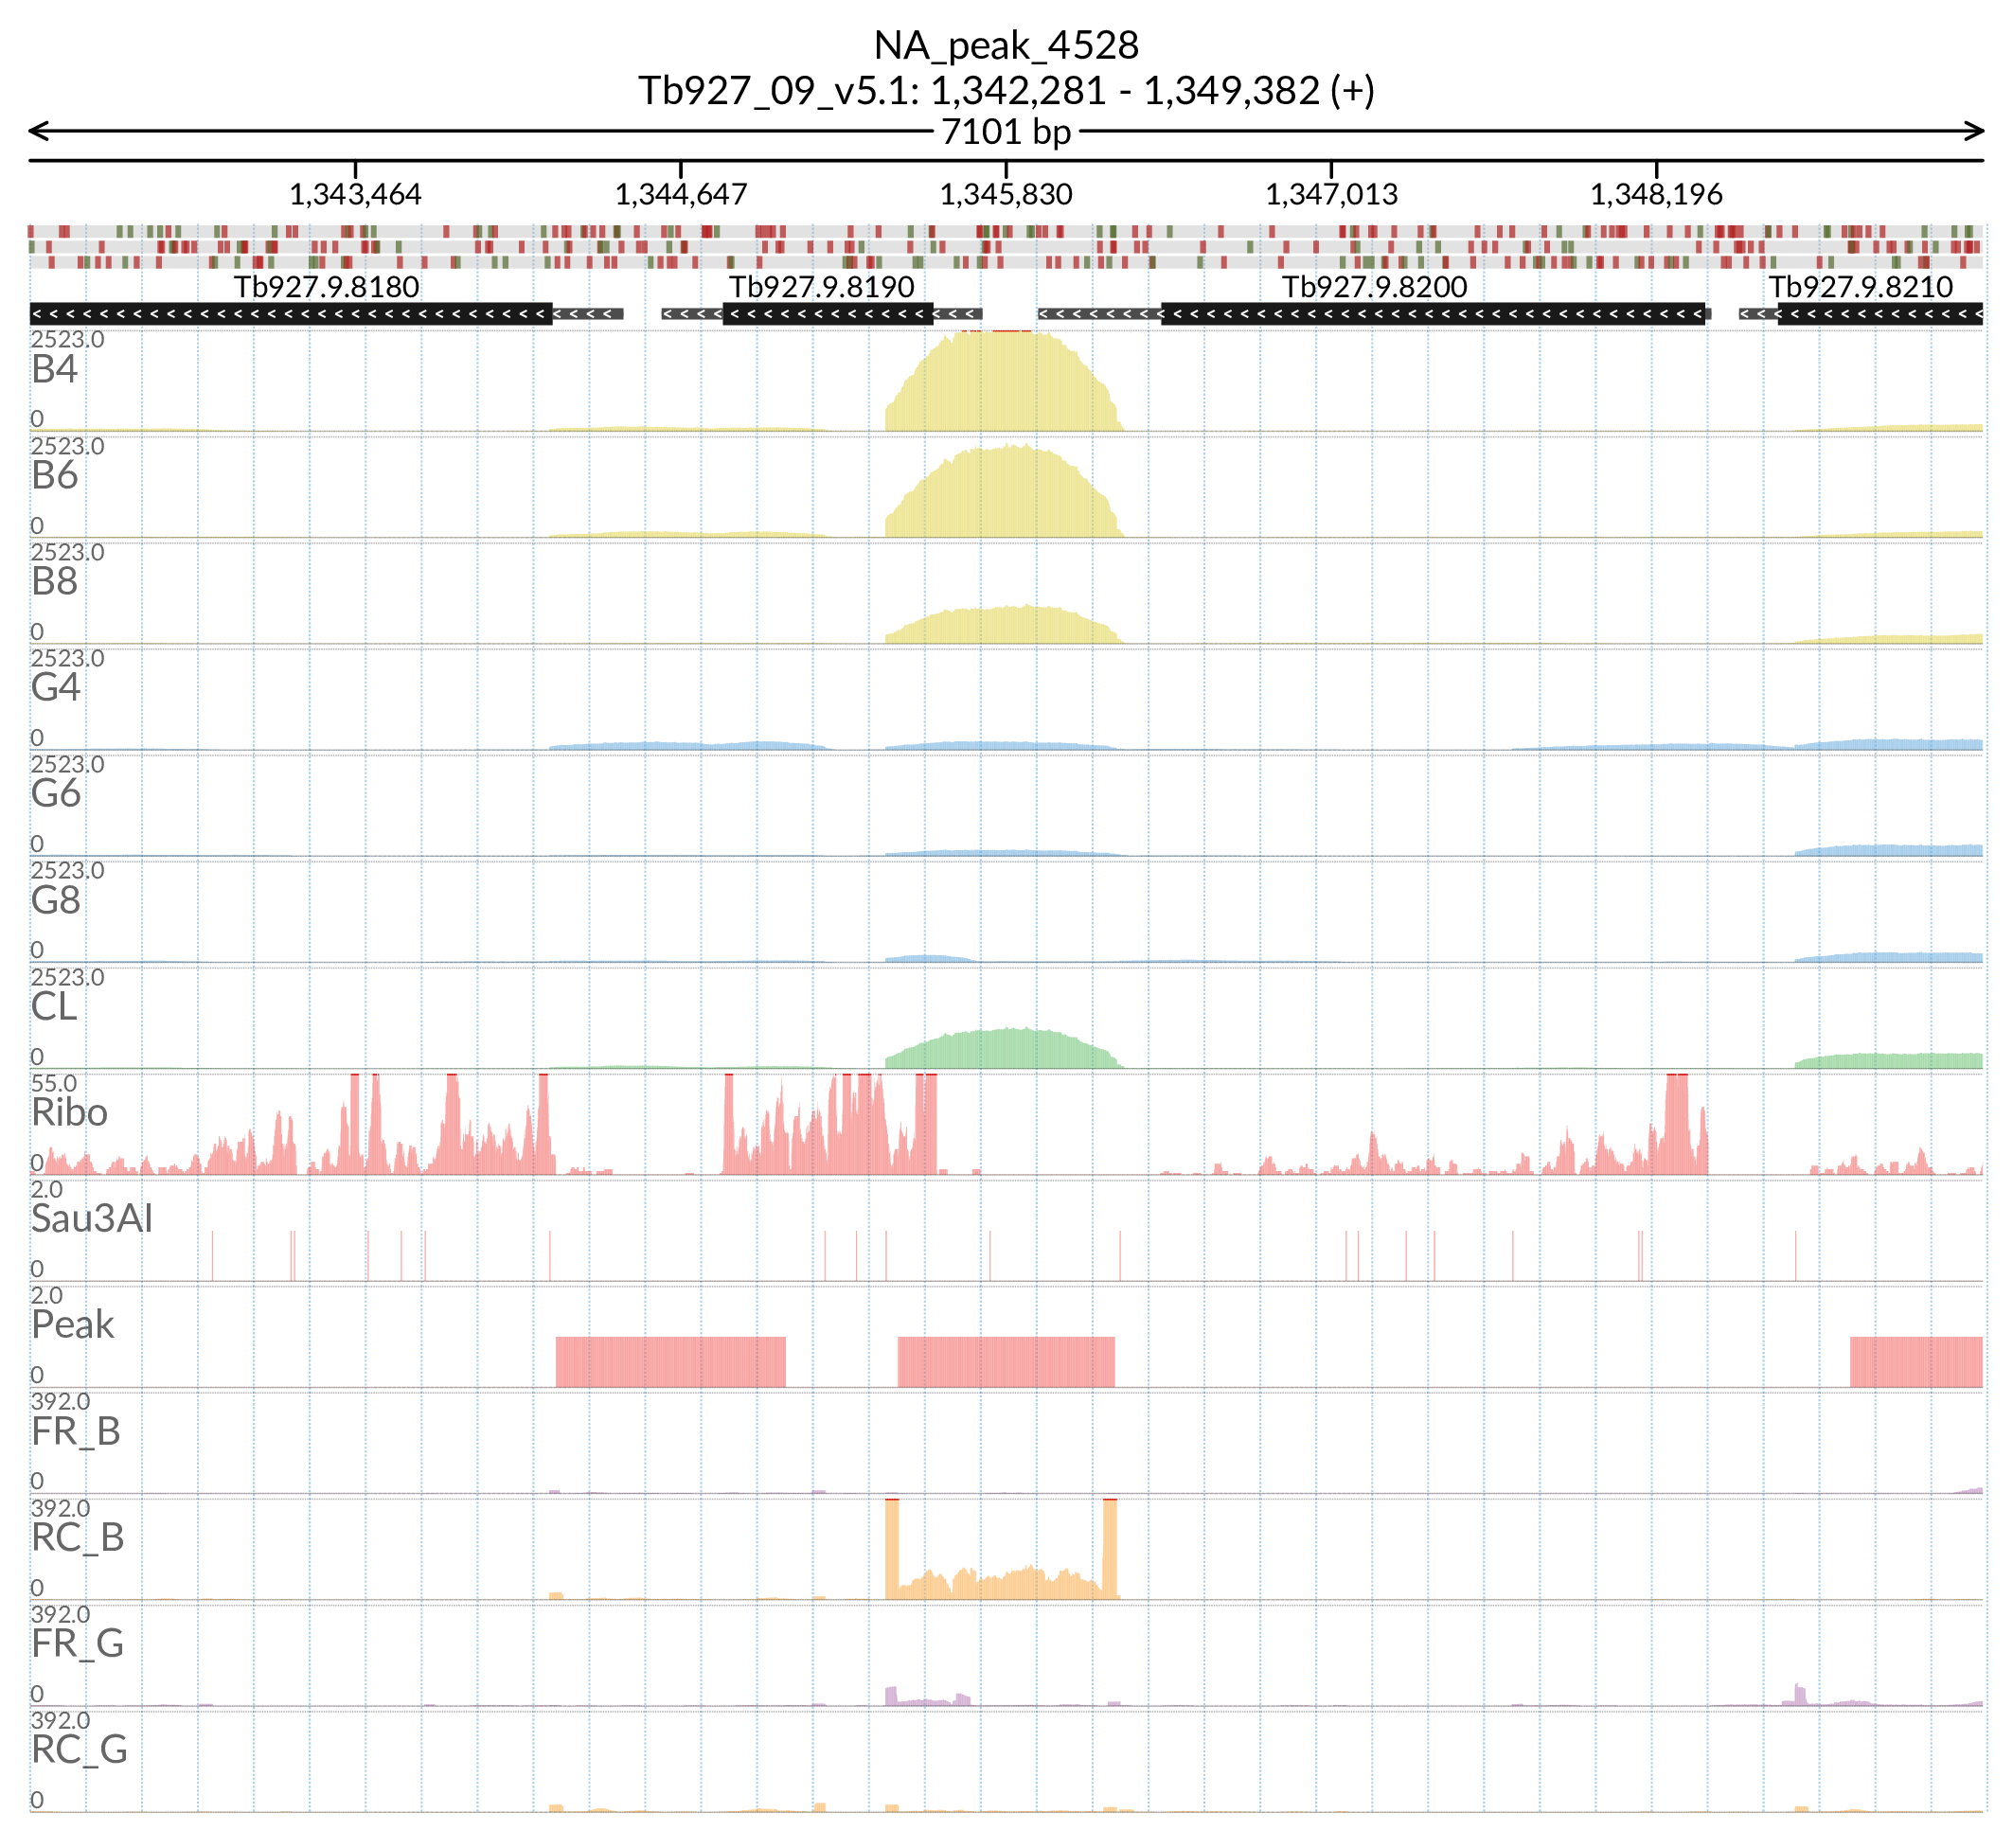 NA_peak_4528
Tb927_09_v5.1: 1,342,281 - 1,349,382 (+)
7101 bp
1,343,464 1,344,647 1,345,830 1,347,013 1,348,196
Tb927.9.8180 Tb927.9.8190 Tb927.9.8200 Tb927.9.8210
2523.0
B4
0
2523.0
B6
0
2523.0
B8
0
2523.0
G4
0
2523.0
G6
0
2523.0
G8
0
2523.0
CL
0
55.0
Ribo
0
2.0
Sau3AI
0
2.0
Peak
0
392.0
FR_B
0
392.0
RC_B
0
392.0
FR_G
0
392.0
RC_G
0